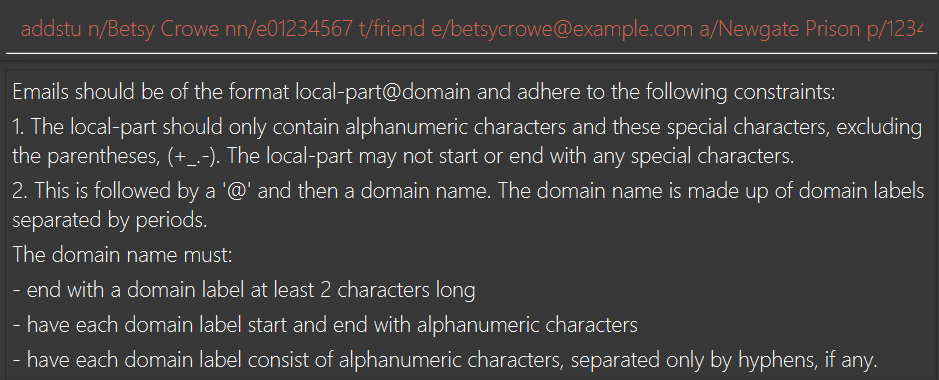 addstu n/Betsy Crowe nn/e01234567 t/friend e/betsycrowe@example.com a/Newgate Prison p/1234
Emails should be of the format local-part@domain and adhere to the following constraints:
1. The local-part should only contain alphanumeric characters and these special characters, excluding
the parentheses, (+_.-). The local-part may not start or end with any special characters.
2. This is followed by a '@' and then a domain name. The domain name is made up of domain labels
separated by periods.
The domain name must:
- end with a domain label at least 2 characters long
- have each domain label start and end with alphanumeric characters
- have each domain label consist of alphanumeric characters, separated only by hyphens, if any.